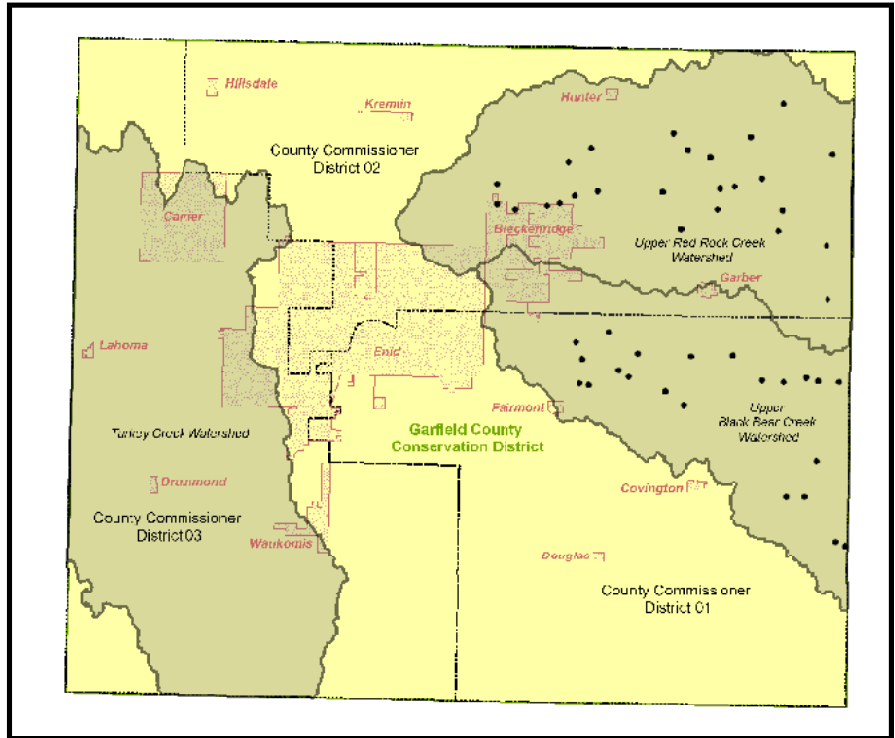 Hillsdale
Kremlin
Hunter
County Commissioner
District 02
Carrier
Breckenridge
Upper Red Rock Creek
Watershed
Garber
Lahoma
Enid
Fairmont
Upper
Black Bear Creek
Watershed
Turkey Creek Watershed
Garfield County
Conservation District
Drummond
Covington
County Commissioner
District 03
Waukomis
Douglas
County Commissioner
District 01